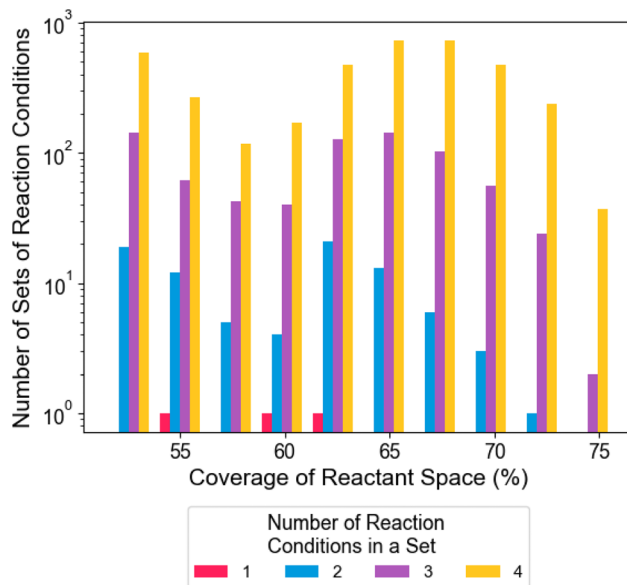 Number of Sets of Reaction Conditions
10³
10²
10¹
10⁰
55 60 65 70 75
Coverage of Reactant Space (%)
Number of Reaction
Conditions in a Set
1 2 3 4